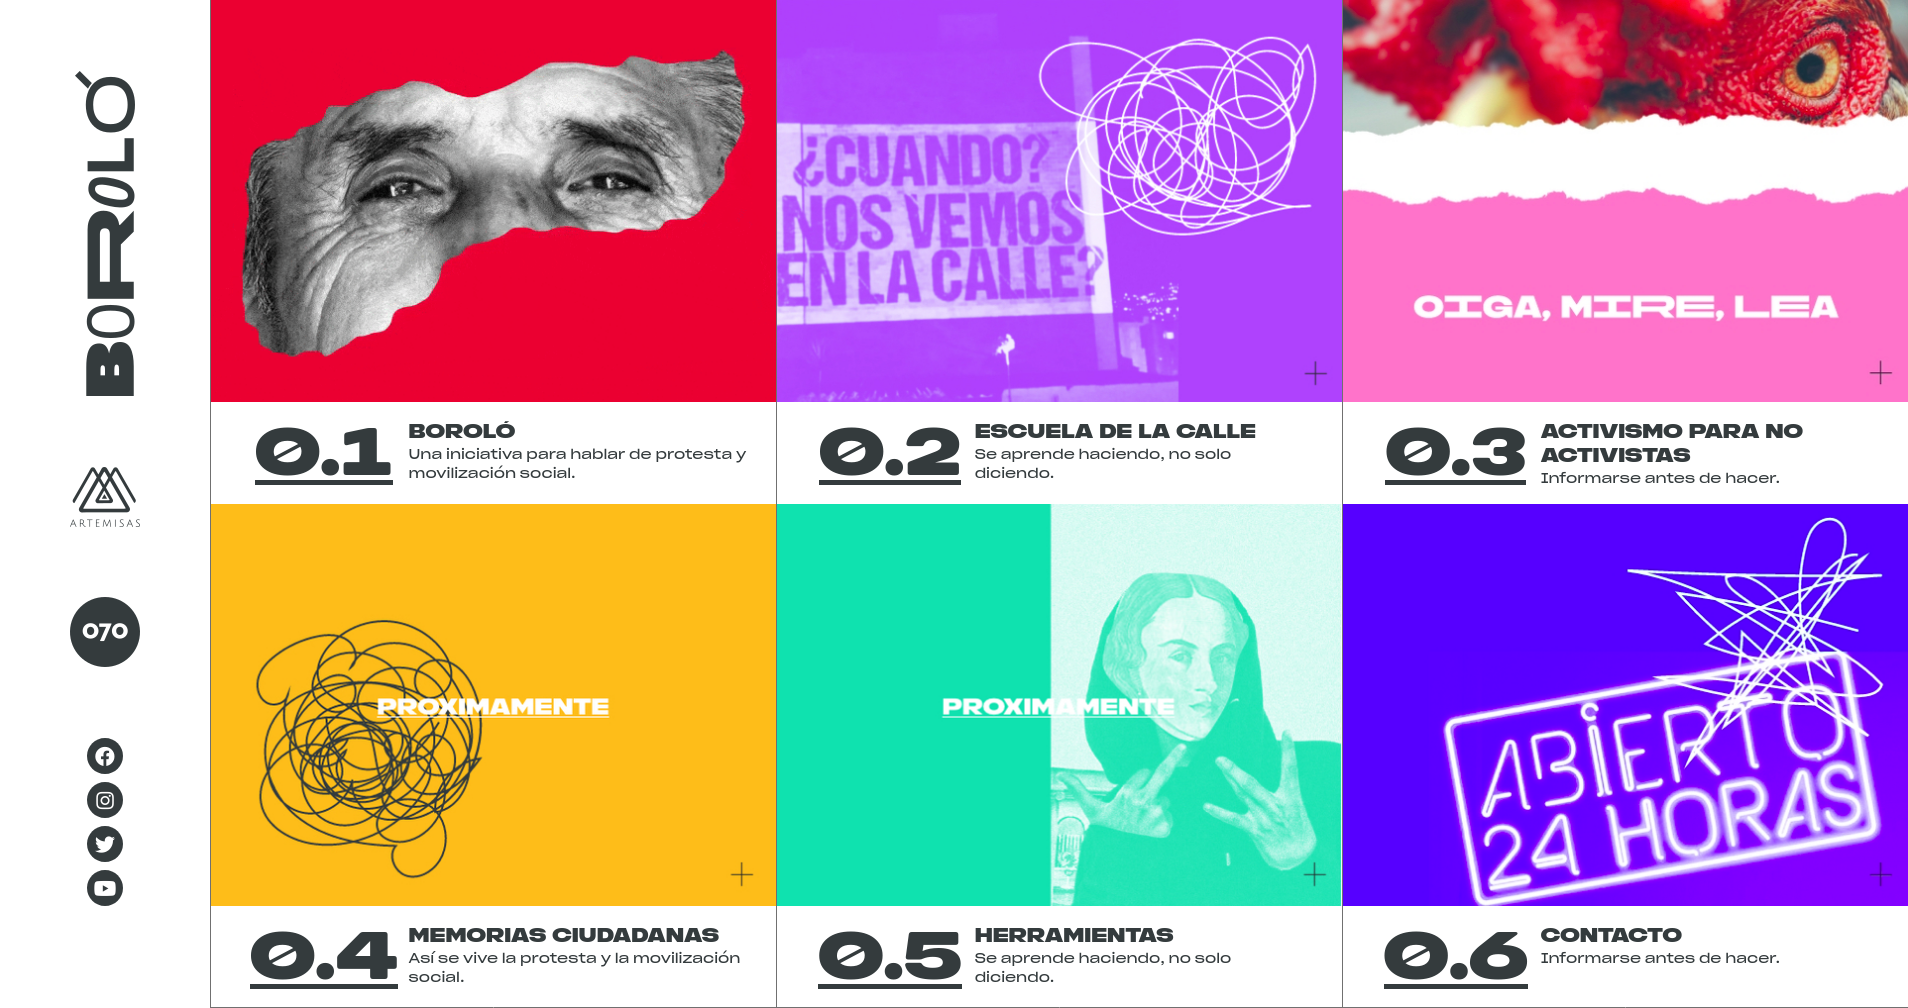 BOROLÓ
ARTEMISAS
070
¿CUANDO?
NOS VEMOS
EN LA CALLE?
OIGA, MIRE, LEA
0.1
BOROLÓ
Una iniciativa para hablar de protesta y
movilización social.
0.2
ESCUELA DE LA CALLE
Se aprende haciendo, no solo
diciendo.
0.3
ACTIVISMO PARA NO
ACTIVISTAS
Informarse antes de hacer.
PROXIMAMENTE
PROXIMAMENTE
ABIERTO
24 HORAS
0.4
MEMORIAS CIUDADANAS
Así se vive la protesta y la movilización
social.
0.5
HERRAMIENTAS
Se aprende haciendo, no solo
diciendo.
0.6
CONTACTO
Informarse antes de hacer.